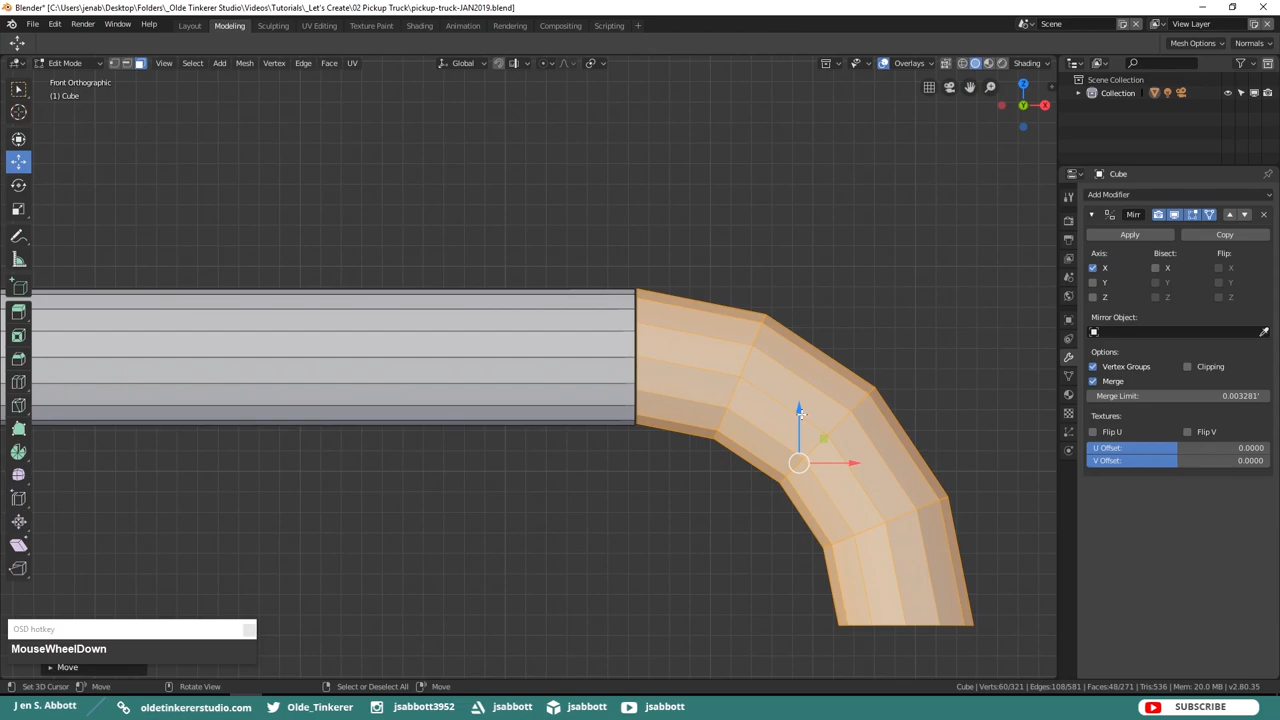 Blender* [C:\Users\jenab\Desktop\Folders\_Olde Tinkerer Studio\Videos\Tutorials\_Let's Create\02 Pickup Truck\pickup-truck-JAN2019.blend]
File Edit Render Window Help Layout Modeling Sculpting UV Editing Texture Paint Shading Animation Rendering Compositing Scripting + Scene View Layer
Mesh Options Normals
Edit Mode View Select Add Mesh Vertex Edge Face UV Global Overlays Shading
Front Orthographic
(1) Cube
Z
Y
X
Scene Collection
Collection
Cube
Add Modifier
Mirr
Apply Copy
Axis: Bisect: Flip:
X X X
Y Y Y
Z Z Z
Mirror Object:
Options:
Vertex Groups Clipping
Merge
Merge Limit: 0.003281'
Textures:
Flip U Flip V
U Offset: 0.0000
V Offset: 0.0000
OSD hotkey
MouseWheelDown
Move
Set 3D Cursor Move Rotate View Select or Deselect All Move Cube | Verts:60/321 | Edges:108/581 | Faces:48/271 | Tris:536 | Mem: 20.0 MB | v2.80.35
J en S. Abbott oldetinkererstudio.com Olde_Tinkerer jsabbott3952 jsabbott jsabbott jsabbott SUBSCRIBE